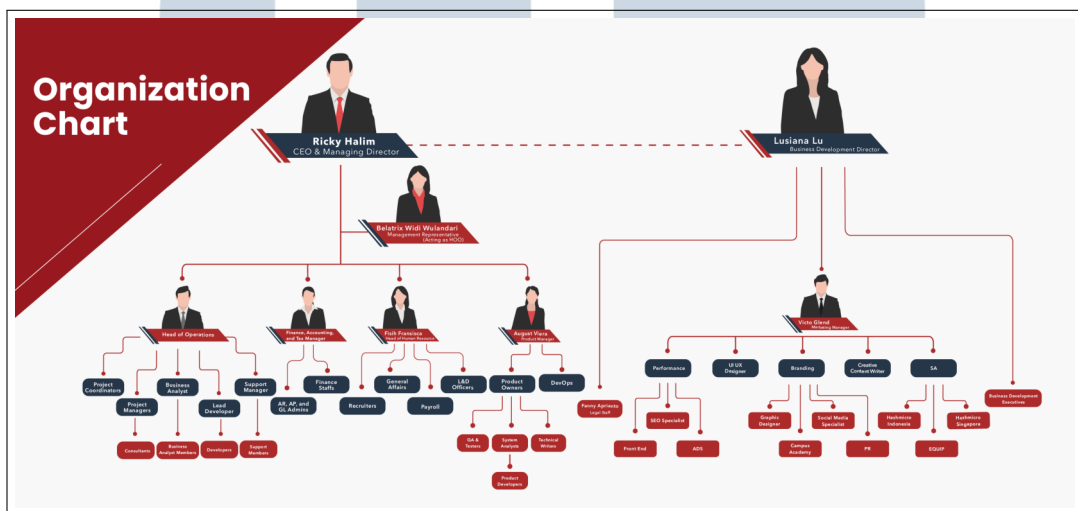 Organization
Chart
Ricky Halim
CEO & Managing Director
Lusiana Lu
Business Development Director
Belatrix Widi Wulandari
Management Representative
(Acting as HOO)
Head of Operations
Finance, Accounting,
and Tax Manager
Fisih Fransisca
Head of Human Resource
August Viera
Product Manager
Victo Glend
Marketing Manager
Project
Coordinators
Business
Analyst
Support
Manager
Project
Managers
Lead
Developer
Consultants
Business
Analyst Members
Developers
Support
Members
Finance
Staffs
AR, AP, and
GL Admins
General
Affairs
L&D
Officers
Recruiters
Payroll
Product
Owners
DevOps
QA &
Testers
System
Analysts
Technical
Writers
Product
Developers
Fanny
Legal Staff
Performance
UI UX
Designer
Branding
Creative
Content Writer
SA
SEO Specialist
Front End
ADS
Graphic
Designer
Social Media
Specialist
Campus
Academy
PR
Hashmicro
Indonesia
Hashmicro
Singapore
EQUIP
Business Development
Executives